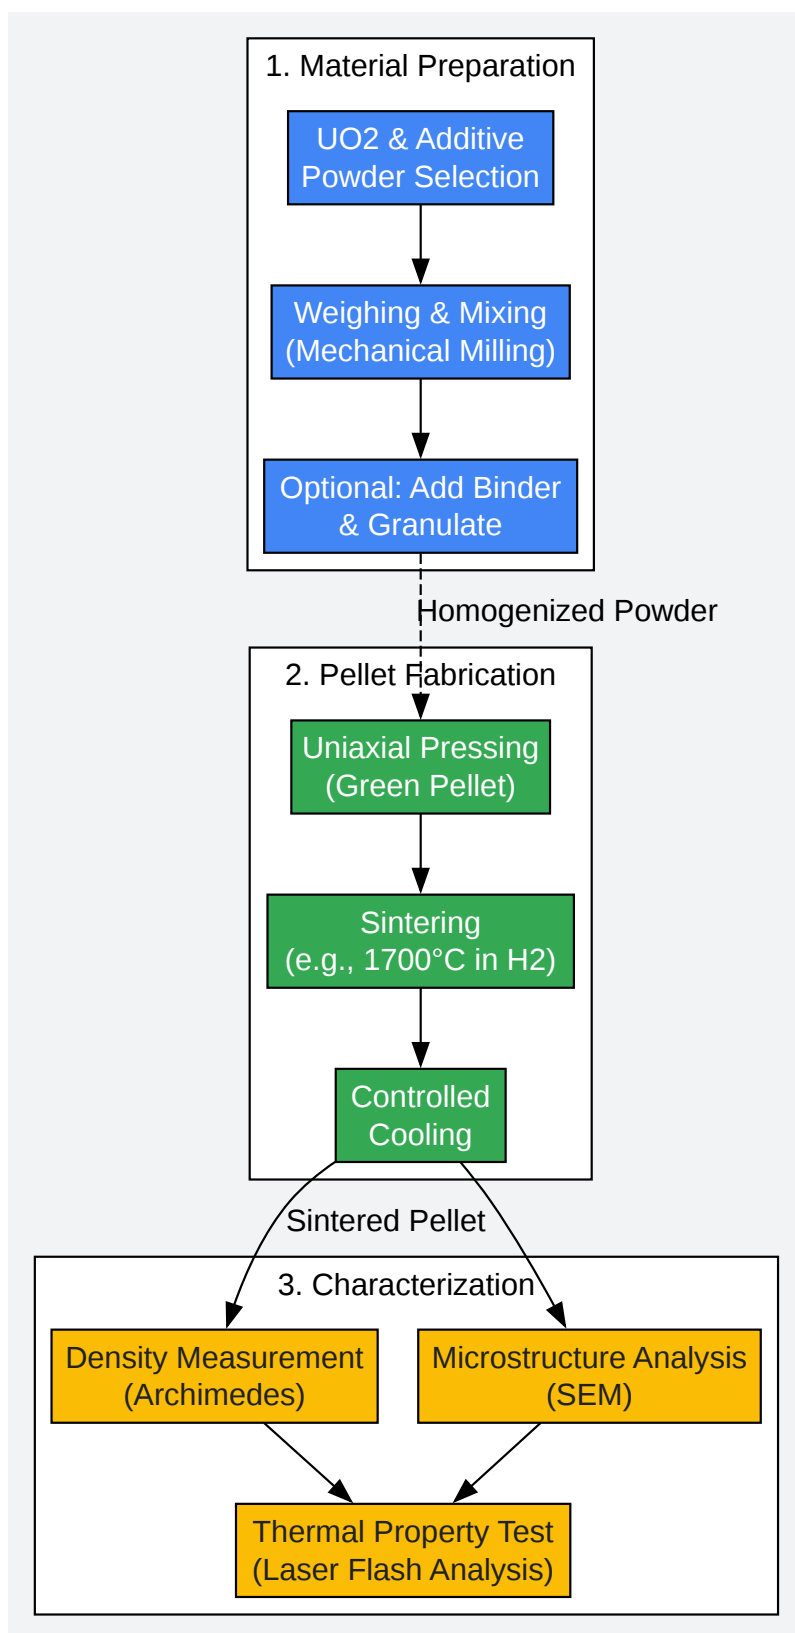 1. Material Preparation
UO2 & Additive
Powder Selection
Weighing & Mixing
(Mechanical Milling)
Optional: Add Binder
& Granulate
Homogenized Powder
2. Pellet Fabrication
Uniaxial Pressing
(Green Pellet)
Sintering
(e.g., 1700°C in H2)
Controlled
Cooling
Sintered Pellet
3. Characterization
Density Measurement
(Archimedes)
Microstructure Analysis
(SEM)
Thermal Property Test
(Laser Flash Analysis)